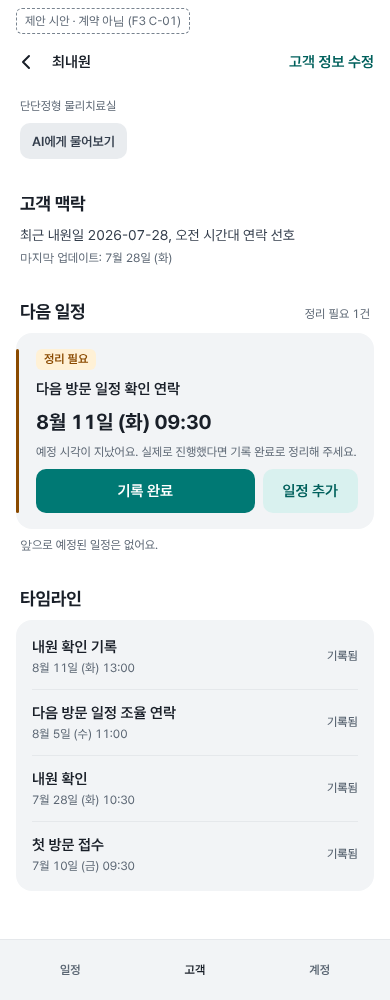 제안 시안 · 계약 아님 (F3 C-01)
최내원
고객 정보 수정
단단정형 물리치료실
AI에게 물어보기
고객 맥락
최근 내원일 2026-07-28, 오전 시간대 연락 선호
마지막 업데이트: 7월 28일 (화)
다음 일정
정리 필요 1건
정리 필요
다음 방문 일정 확인 연락
8월 11일 (화) 09:30
예정 시각이 지났어요. 실제로 진행했다면 기록 완료로 정리해 주세요.
기록 완료
일정 추가
앞으로 예정된 일정은 없어요.
타임라인
내원 확인 기록
8월 11일 (화) 13:00
기록됨
다음 방문 일정 조율 연락
8월 5일 (수) 11:00
기록됨
내원 확인
7월 28일 (화) 10:30
기록됨
첫 방문 접수
7월 10일 (금) 09:30
기록됨
일정
고객
계정